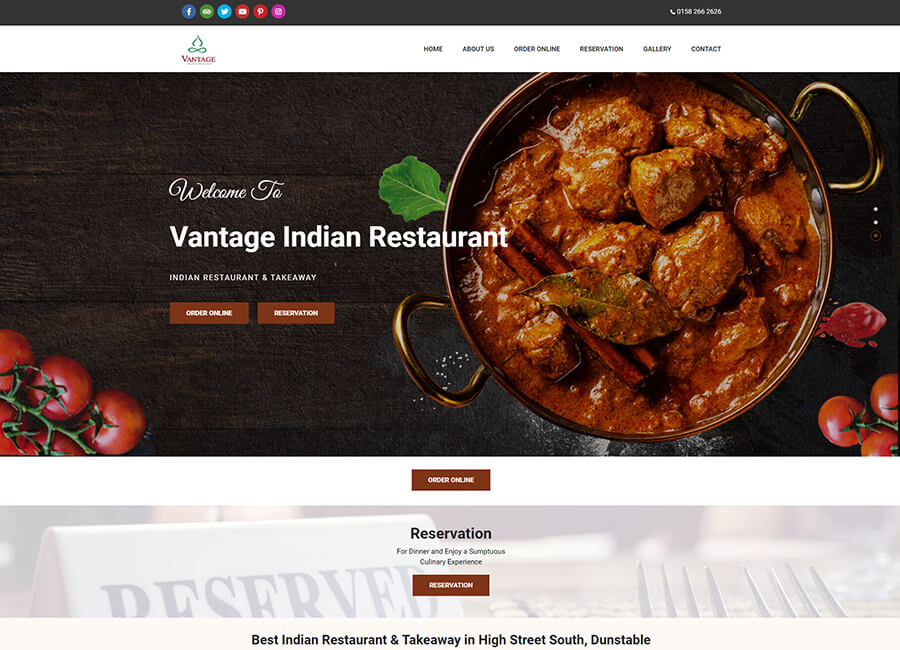 0158 266 2626
VANTAGE
HOME
ABOUT US
ORDER ONLINE
RESERVATION
GALLERY
CONTACT
Welcome To
Vantage Indian Restaurant
INDIAN RESTAURANT & TAKEAWAY
ORDER ONLINE
RESERVATION
ORDER ONLINE
Reservation
For Dinner and Enjoy a Sumptuous
Culinary Experience
RESERVATION
RESERVED
Best Indian Restaurant & Takeaway in High Street South, Dunstable